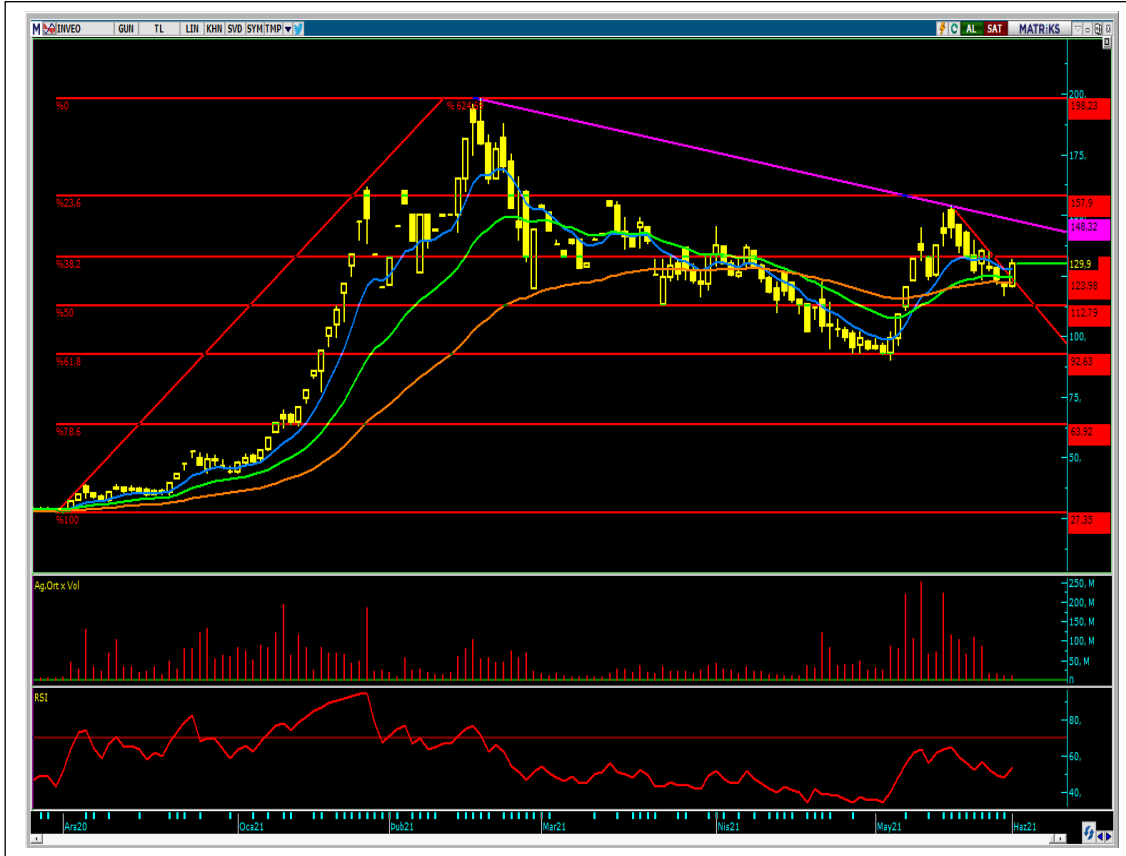 M INVEO GUN TL LIN KHN SVD SYM TMP C AL SAT MATRiKS
%0
% 624,
200,
198,23
175,
%23,6
157,9
148,32
%38,2
129,9
123,98
%50
112,79
100,
%61,8
92,63
75,
%78,6
63,92
50,
%100
27,35
Ag.Ort x Vol
250, M
200, M
150, M
100, M
50, M
0
RSI
80,
60,
40,
Ara20 Oca21 Þub21 Mar21 Nis21 May21 Haz21